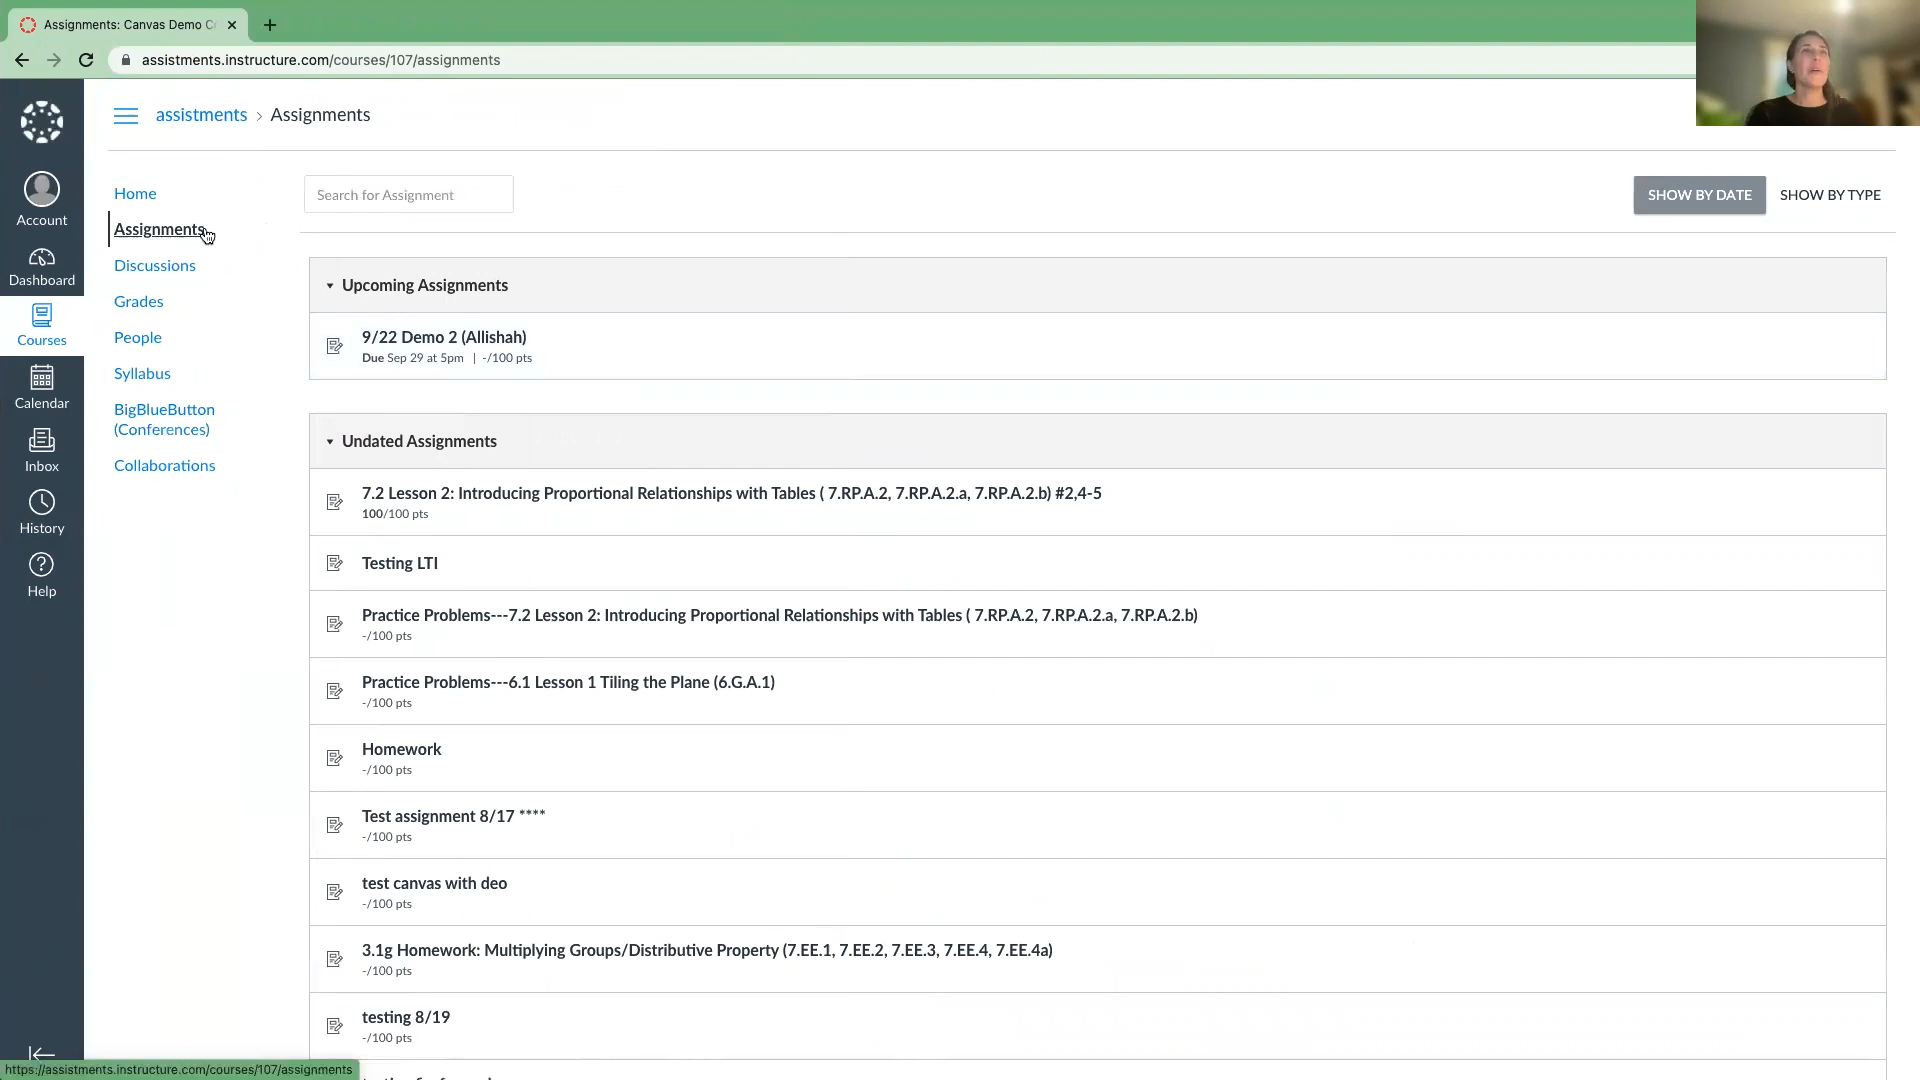 Assignments: Canvas Demo C
assistments.instructure.com/courses/107/assignments
assistments › Assignments
Account
Dashboard
Courses
Calendar
Inbox
History
Help
Home
Assignments
Discussions
Grades
People
Syllabus
BigBlueButton
(Conferences)
Collaborations
Search for Assignment
SHOW BY DATE SHOW BY TYPE
Upcoming Assignments
9/22 Demo 2 (Allishah)
Due Sep 29 at 5pm | -/100 pts
Undated Assignments
7.2 Lesson 2: Introducing Proportional Relationships with Tables ( 7.RP.A.2, 7.RP.A.2.a, 7.RP.A.2.b) #2,4-5
100/100 pts
Testing LTI
Practice Problems---7.2 Lesson 2: Introducing Proportional Relationships with Tables ( 7.RP.A.2, 7.RP.A.2.a, 7.RP.A.2.b)
-/100 pts
Practice Problems---6.1 Lesson 1 Tiling the Plane (6.G.A.1)
-/100 pts
Homework
-/100 pts
Test assignment 8/17 ****
-/100 pts
test canvas with deo
-/100 pts
3.1g Homework: Multiplying Groups/Distributive Property (7.EE.1, 7.EE.2, 7.EE.3, 7.EE.4, 7.EE.4a)
-/100 pts
testing 8/19
-/100 pts
https://assistments.instructure.com/courses/107/assignments